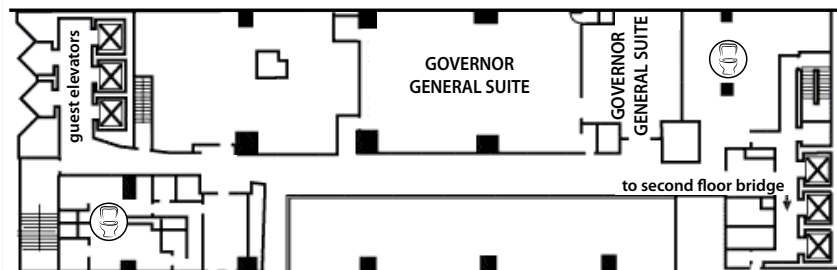 guest elevators
GOVERNOR
GENERAL SUITE
GOVERNOR
GENERAL SUITE
to second floor bridge